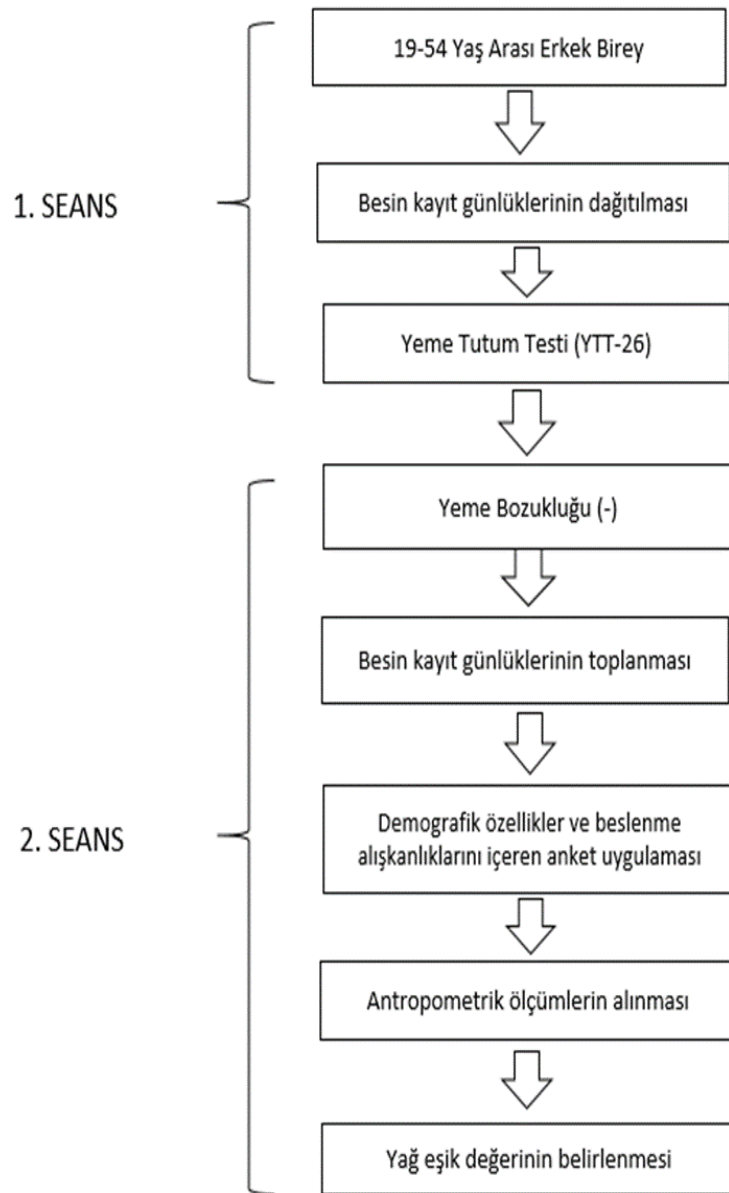 19-54 Yaş Arası Erkek Birey
1. SEANS
Besin kayıt günlüklerinin dağıtılması
Yeme Tutum Testi (YTT-26)
Yeme Bozukluğu (-)
Besin kayıt günlüklerinin toplanması
2. SEANS
Demografik özellikler ve beslenme
alışkanlıklarını içeren anket uygulaması
Antropometrik ölçümlerin alınması
Yağ eşik değerinin belirlenmesi